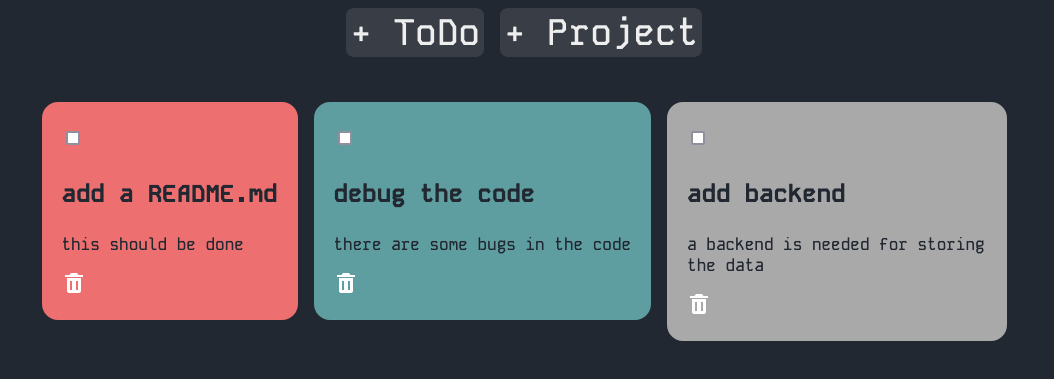 + ToDo + Project
add a README.md
this should be done
debug the code
there are some bugs in the code
add backend
a backend is needed for storing
the data